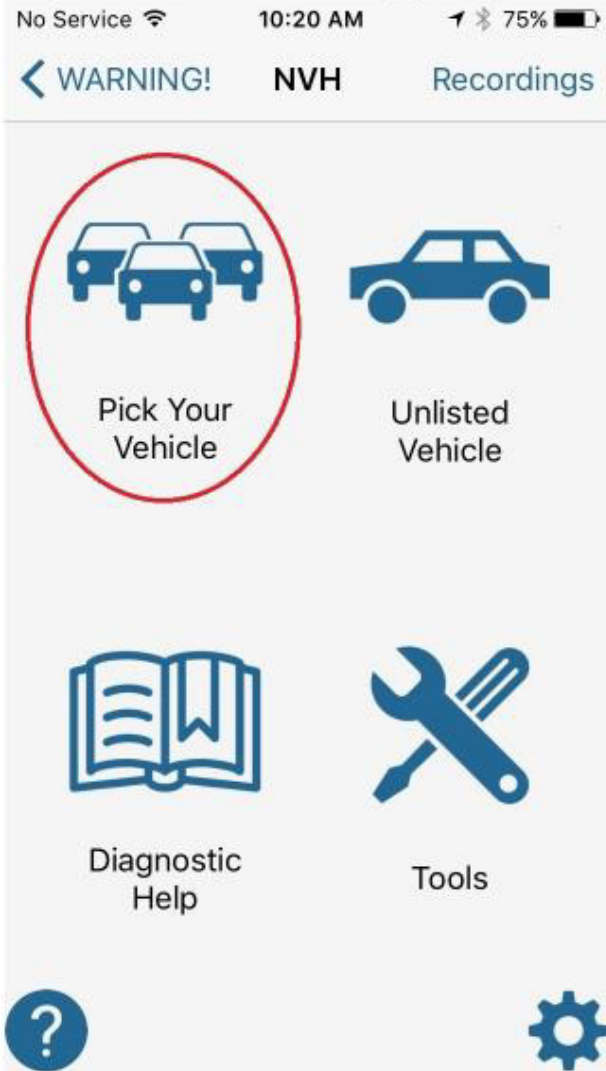 No Service 10:20 AM 75%
WARNING! NVH Recordings
Pick Your
Vehicle
Unlisted
Vehicle
Diagnostic
Help
Tools
?